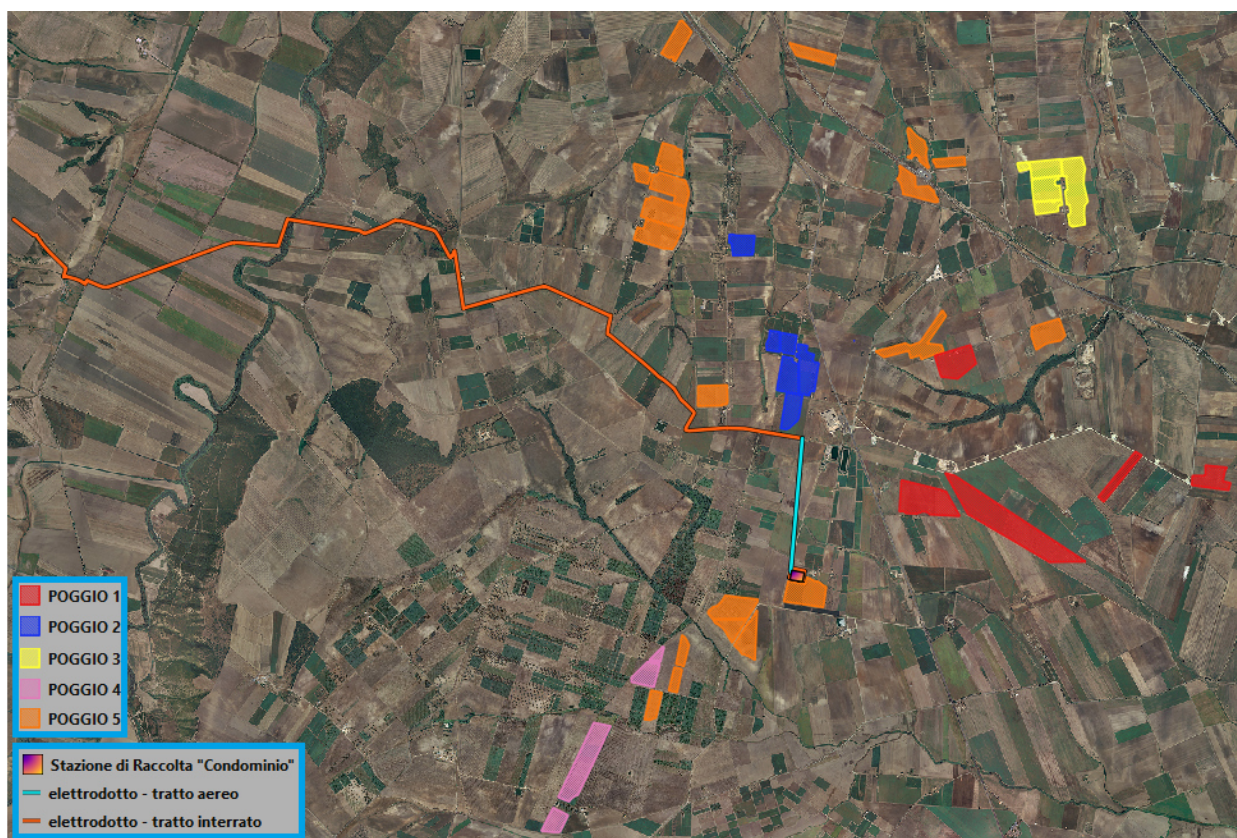 POGGIO 1
POGGIO 2
POGGIO 3
POGGIO 4
POGGIO 5
Stazione di Raccolta "Condominio"
elettrodotto - tratto aereo
elettrodotto - tratto interrato